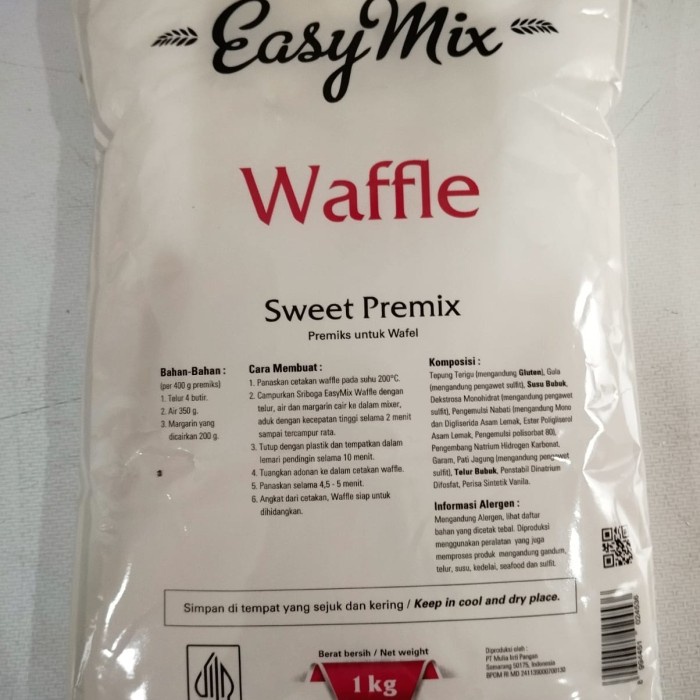 EasyMix
Waffle
Sweet Premix
Premiks untuk Wafel
Bahan-Bahan :
(per 400 g premiks)
1. Telur 4 butir.
2. Air 350 g.
3. Margarin yang
dicairkan 200 g.
Cara Membuat :
1. Panaskan cetakan waffle pada suhu 200°C.
2. Campurkan Sriboga EasyMix Waffle dengan
telur, air dan margarin cair ke dalam mixer,
aduk dengan kecepatan tinggi selama 2 menit
sampai tercampur rata.
3. Tutup dengan plastik dan tempatkan dalam
lemari pendingin selama 10 menit.
4. Tuangkan adonan ke dalam cetakan waffle.
5. Panaskan selama 4,5 - 5 menit.
6. Angkat dari cetakan, Waffle siap untuk
dihidangkan.
Komposisi :
Tepung Terigu (mengandung Gluten), Gula
(mengandung pengawet sulfit), Susu Bubuk,
Dekstrosa Monohidrat (mengandung pengawet
sulfit), Pengemulsi Nabati (mengandung Mono
dan Digliserida Asam Lemak, Ester Poligliserol
Asam Lemak, Pengemulsi polisorbat 80),
Pengembang Natrium Hidrogen Karbonat,
Garam, Pati Jagung (mengandung pengawet
sulfit), Telur Bubuk, Penstabil Dinatrium
Difosfat, Perisa Sintetik Vanila.
Informasi Alergen :
Mengandung Alergen, lihat daftar
bahan yang dicetak tebal. Diproduksi
menggunakan peralatan yang juga
memproses produk mengandung gandum,
telur, susu, kedelai, seafood dan sulfit.
Simpan di tempat yang sejuk dan kering / Keep in cool and dry place.
Berat bersih / Net weight
1 kg
Diproduksi oleh :
PT Mulia Inti Pangan
Semarang 50175, Indonesia
BPOM RI MD